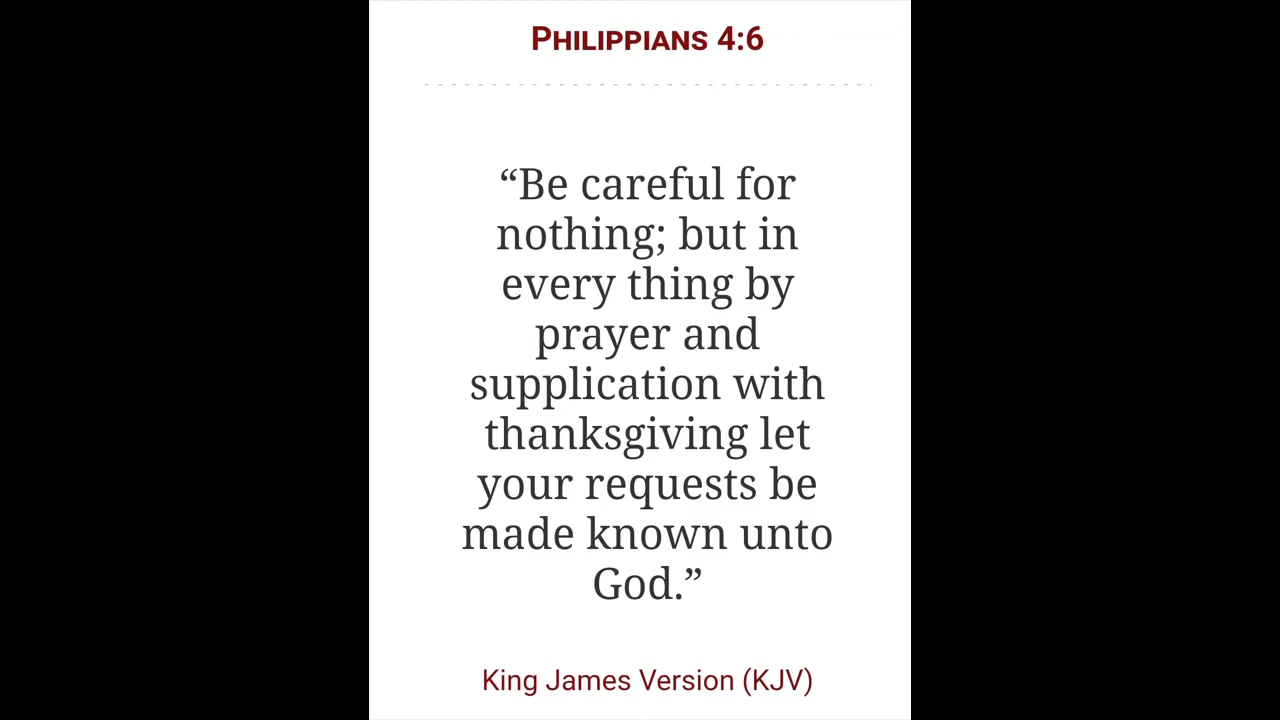 Philippians 4:6
“Be careful for
nothing; but in
every thing by
prayer and
supplication with
thanksgiving let
your requests be
made known unto
God.”
King James Version (KJV)